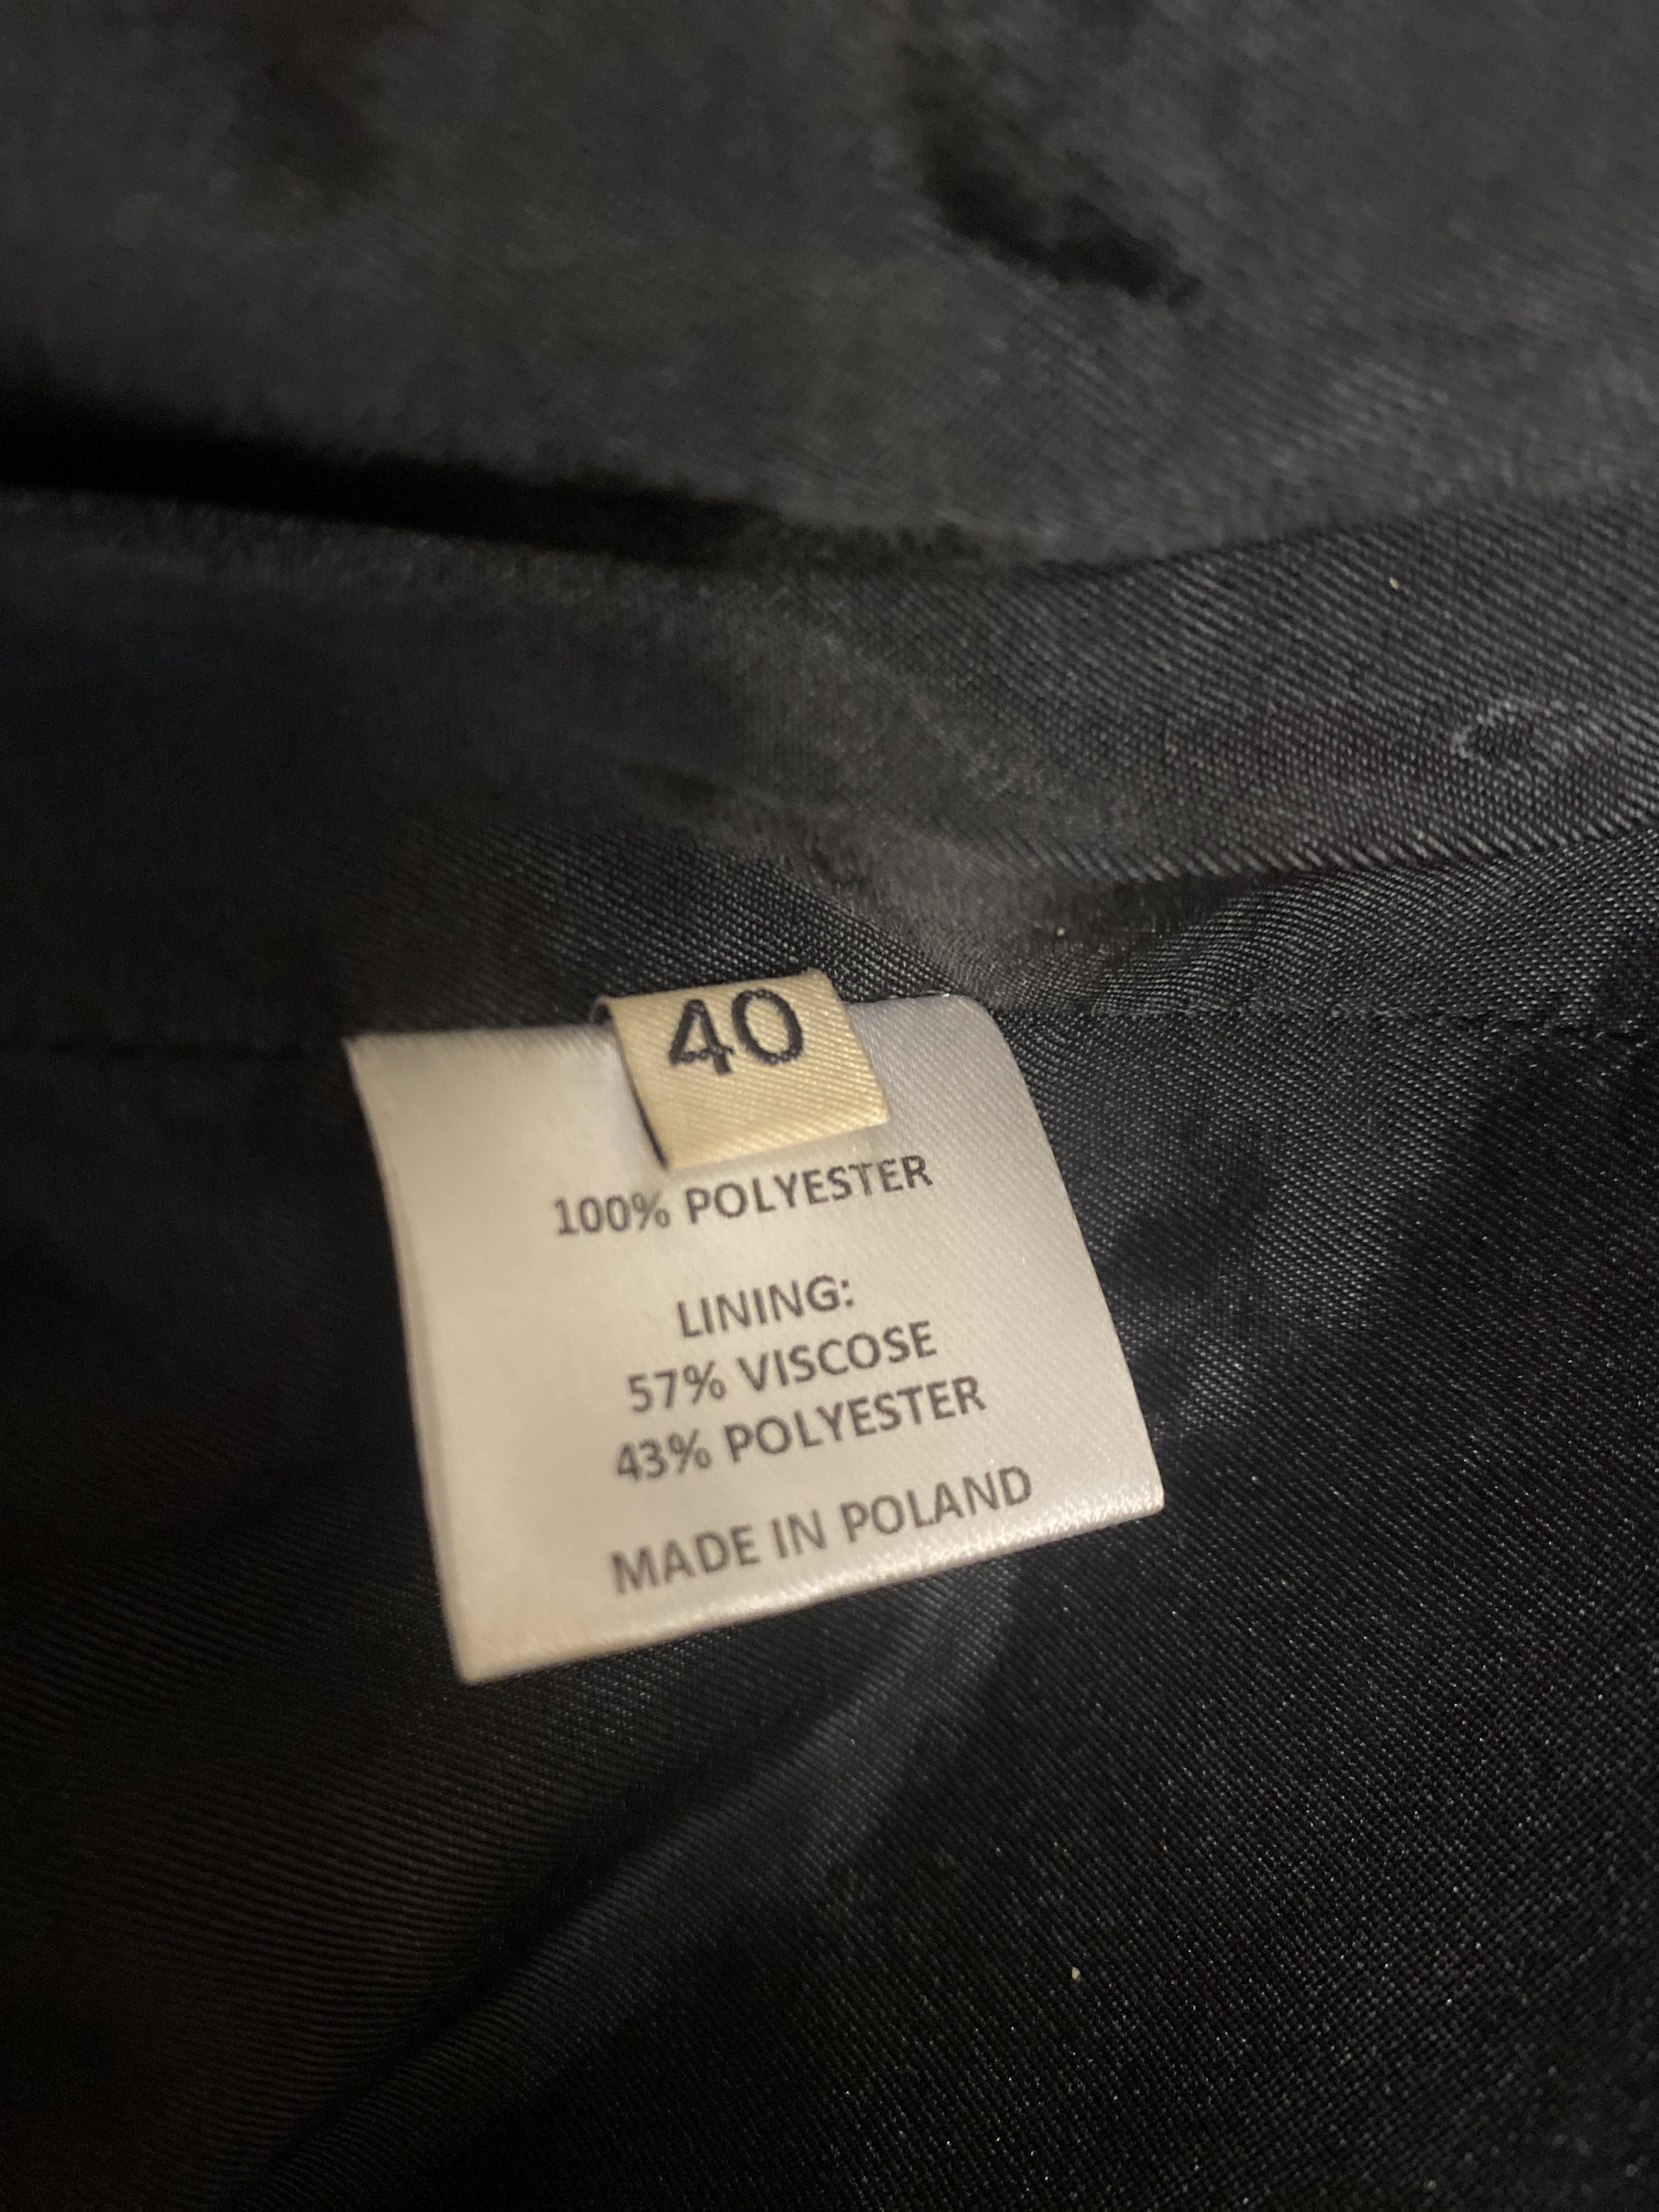 40
100% POLYESTER
LINING:
57% VISCOSE
43% POLYESTER
MADE IN POLAND